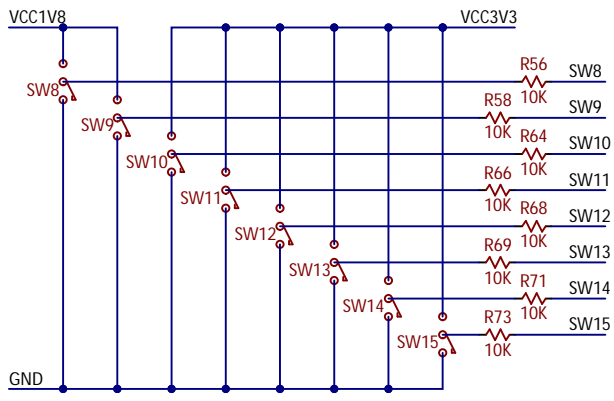 VCC1V8 VCC3V3
R56 SW8
SW8 10K
R58 SW9
SW9 10K
R64 SW10
SW10 10K
R66 SW11
SW11 10K
R68 SW12
SW12 10K
R69 SW13
SW13 10K
R71 SW14
SW14 10K
R73 SW15
SW15 10K
GND